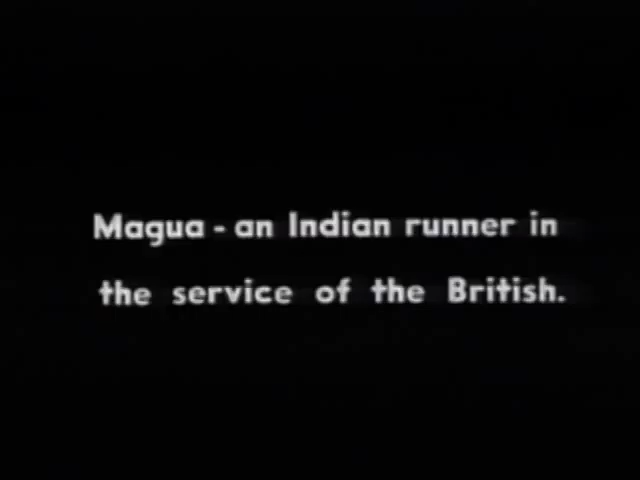 Magua - an Indian runner in
the service of the British.